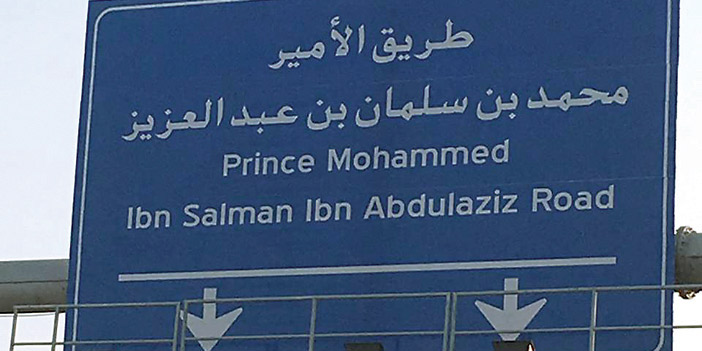 طريق الأمير
محمد بن سلمان بن عبد العزيز
Prince Mohammed
Ibn Salman Ibn Abdulaziz Road